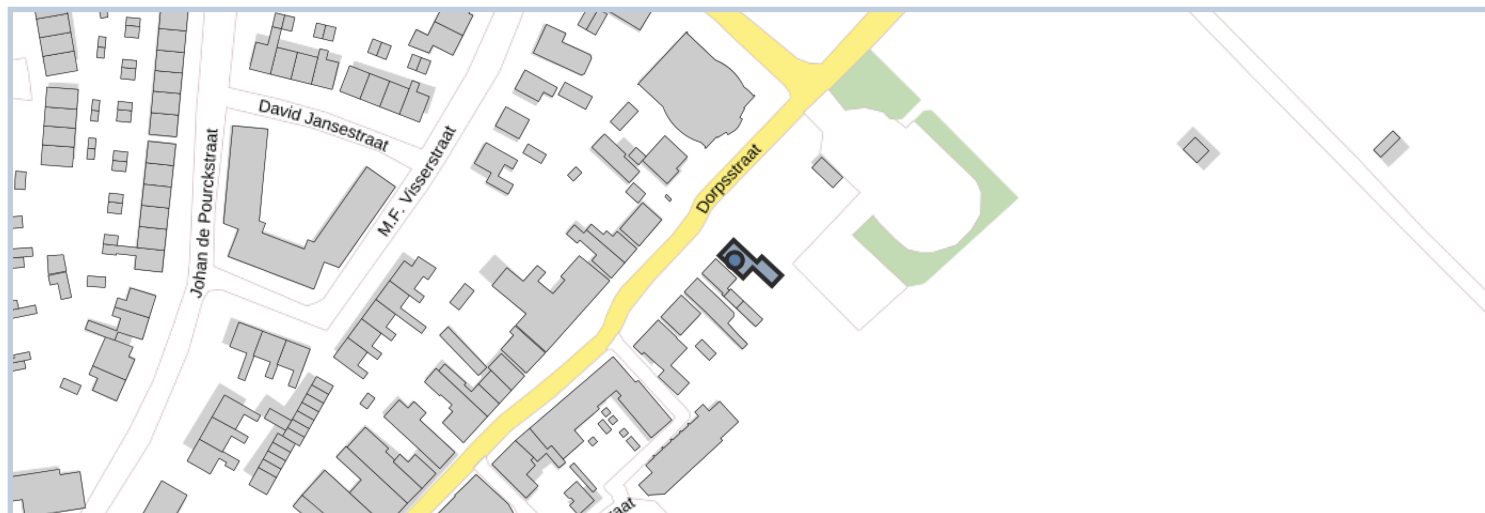 David Jansestraat
Johan de Pourckstraat
M.F. Visserstraat
Dorpsstraat